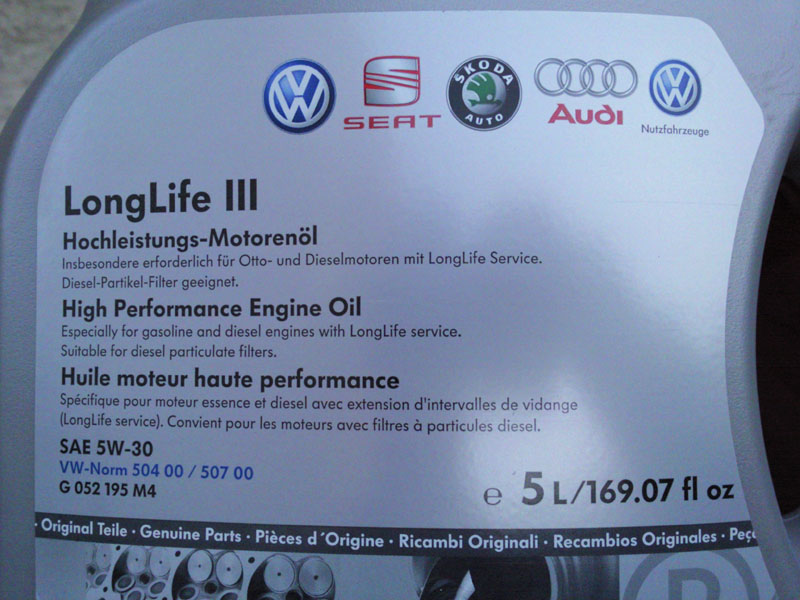 SEAT
ŠKODA
AUTO
Audi
Nutzfahrzeuge
LongLife III
Hochleistungs-Motorenöl
Insbesondere erforderlich für Otto- und Dieselmotoren mit LongLife Service.
Diesel-Partikel-Filter geeignet.
High Performance Engine Oil
Especially for gasoline and diesel engines with LongLife service.
Suitable for diesel particulate filters.
Huile moteur haute performance
Spécifique pour moteur essence et diesel avec extension d'intervalles de vidange
(LongLife service). Convient pour les moteurs avec filtres à particules diesel.
SAE 5W-30
VW-Norm 504 00 / 507 00
G 052 195 M4
℮ 5 L/169.07 fl oz
· Original Teile · Genuine Parts · Pièces d´Origine · Ricambi Originali · Recambios Originales ·